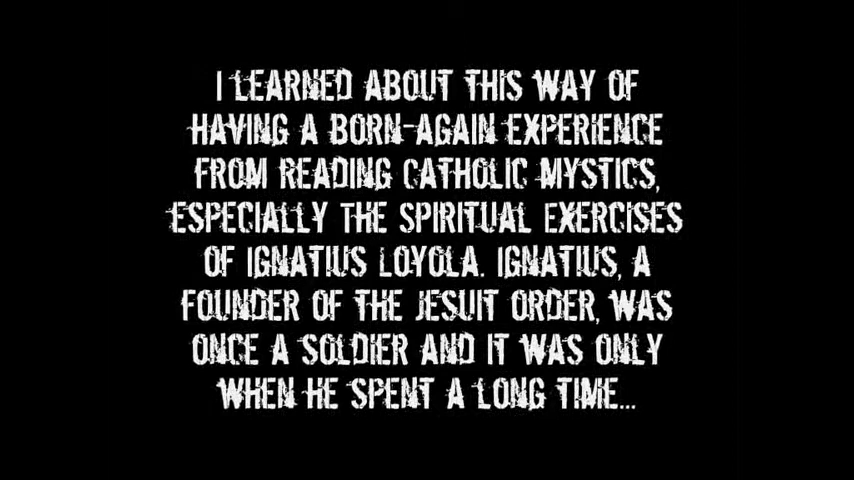 I LEARNED ABOUT THIS WAY OF
HAVING A BORN-AGAIN EXPERIENCE
FROM READING CATHOLIC MYSTICS,
ESPECIALLY THE SPIRITUAL EXERCISES
OF IGNATIUS LOYOLA. IGNATIUS, A
FOUNDER OF THE JESUIT ORDER, WAS
ONCE A SOLDIER AND IT WAS ONLY
WHEN HE SPENT A LONG TIME...